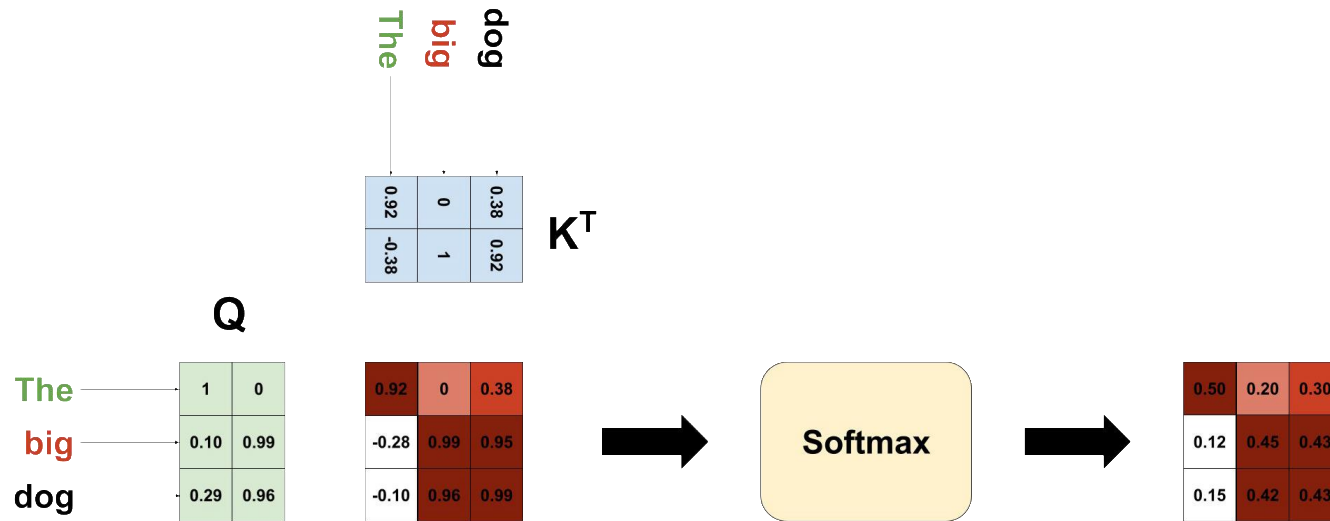 The big dog
0.92 0 0.38
-0.38 1 0.92
K^T
Q
The
1 0
0.92 0 0.38
0.50 0.20 0.30
big
0.10 0.99
-0.28 0.99 0.95
Softmax
0.12 0.45 0.43
dog
0.29 0.96
-0.10 0.96 0.99
0.15 0.42 0.43